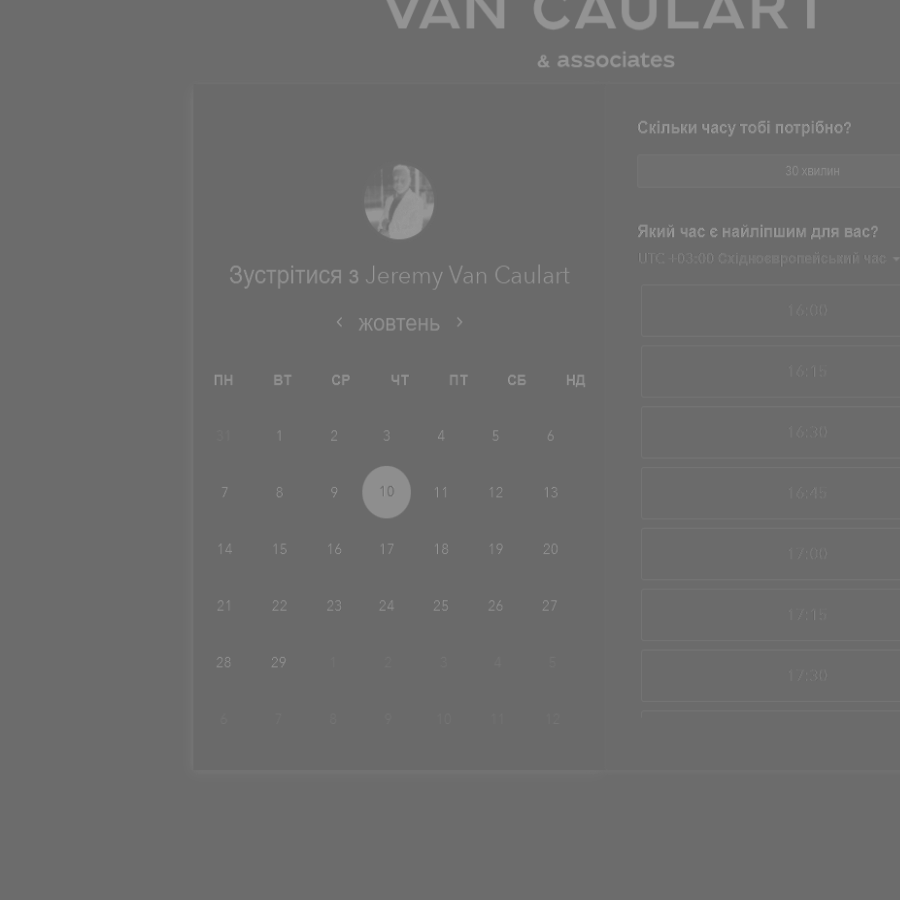 VAN CAULART
& associates
Зустрітися з Jeremy Van Caulart
жовтень
ПН ВТ СР ЧТ ПТ СБ НД
31 1 2 3 4 5 6
7 8 9 10 11 12 13
14 15 16 17 18 19 20
21 22 23 24 25 26 27
28 29 1 2 3 4 5
6 7 8 9 10 11 12
Скільки часу тобі потрібно?
30 хвилин
Який час є найліпшим для вас?
UTC +03:00 Східноєвропейський час
16:00
16:15
16:30
16:45
17:00
17:15
17:30